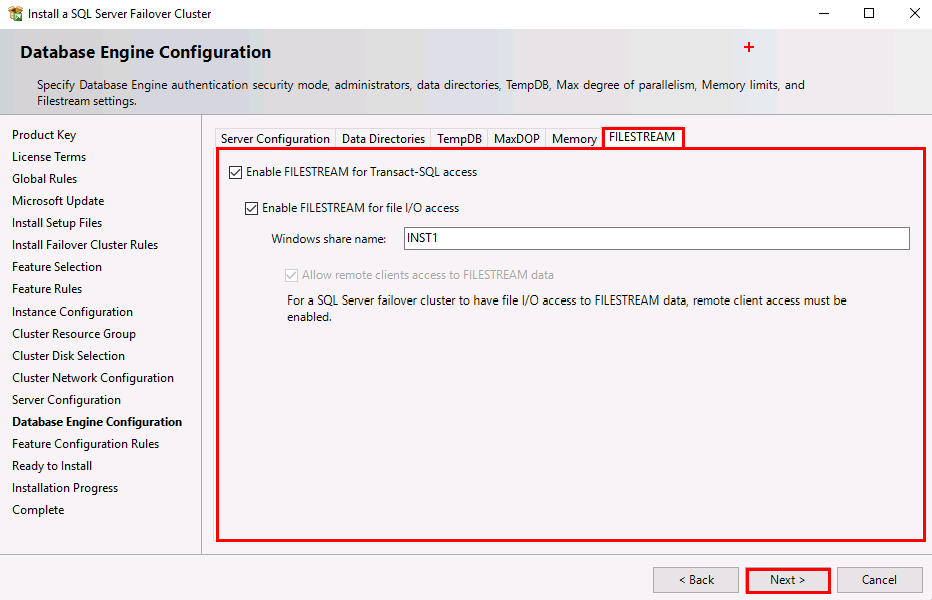 Install a SQL Server Failover Cluster
Database Engine Configuration
Specify Database Engine authentication security mode, administrators, data directories, TempDB, Max degree of parallelism, Memory limits, and
Filestream settings.
Product Key
License Terms
Global Rules
Microsoft Update
Install Setup Files
Install Failover Cluster Rules
Feature Selection
Feature Rules
Instance Configuration
Cluster Resource Group
Cluster Disk Selection
Cluster Network Configuration
Server Configuration
Database Engine Configuration
Feature Configuration Rules
Ready to Install
Installation Progress
Complete
Server Configuration Data Directories TempDB MaxDOP Memory FILESTREAM
Enable FILESTREAM for Transact-SQL access
Enable FILESTREAM for file I/O access
Windows share name: INST1
Allow remote clients access to FILESTREAM data
For a SQL Server failover cluster to have file I/O access to FILESTREAM data, remote client access must be
enabled.
< Back Next > Cancel